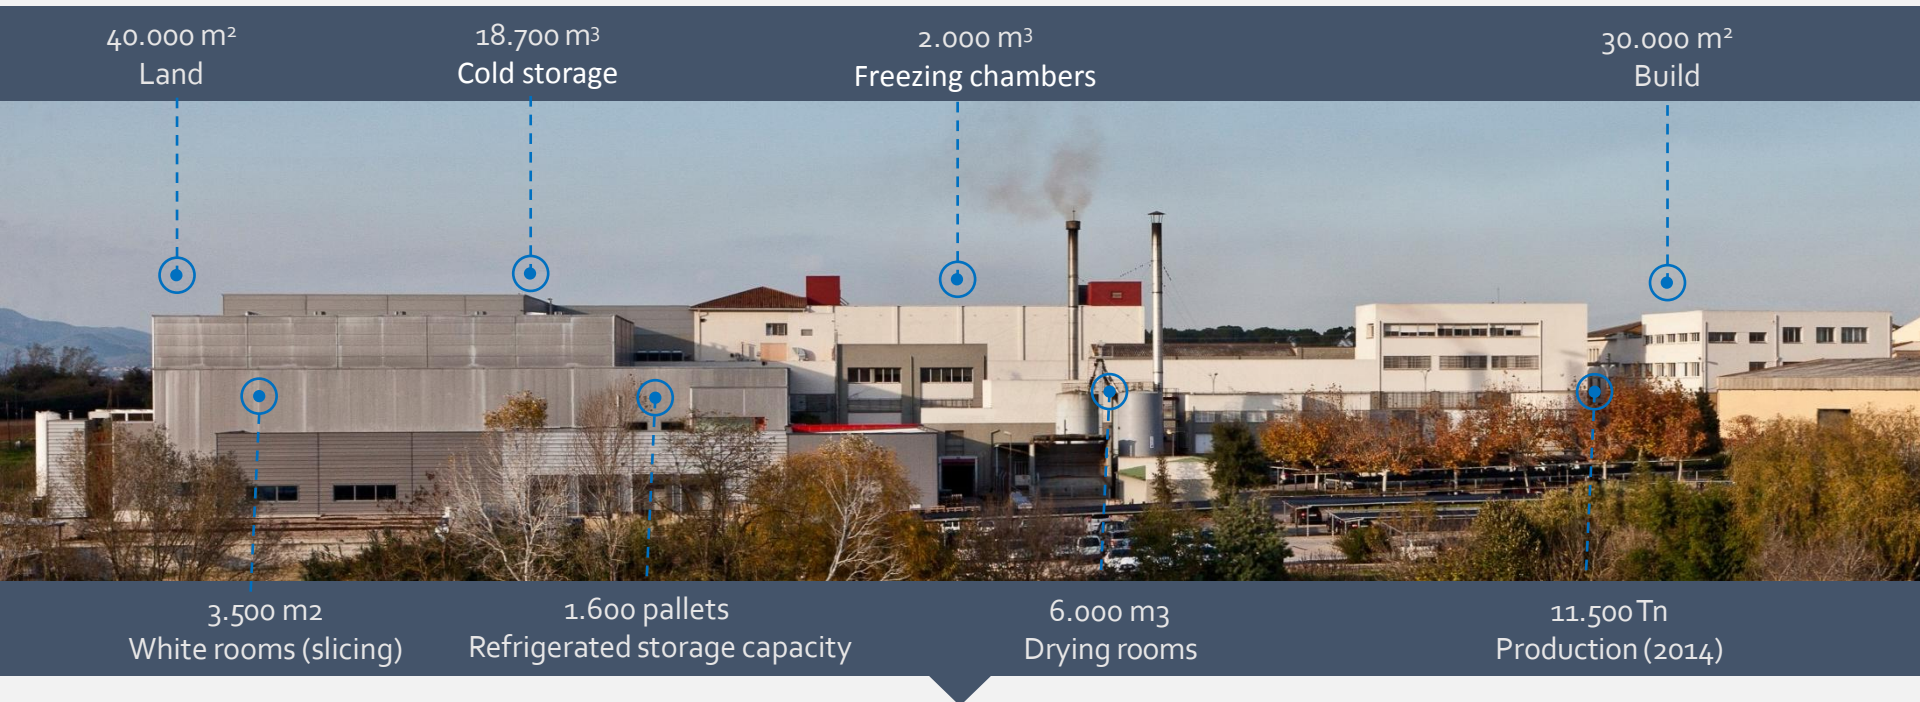 40.000 m²
Land
18.700 m³
Cold storage
2.000 m³
Freezing chambers
30.000 m²
Build
3.500 m2
White rooms (slicing)
1.600 pallets
Refrigerated storage capacity
6.000 m3
Drying rooms
11.500 Tn
Production (2014)